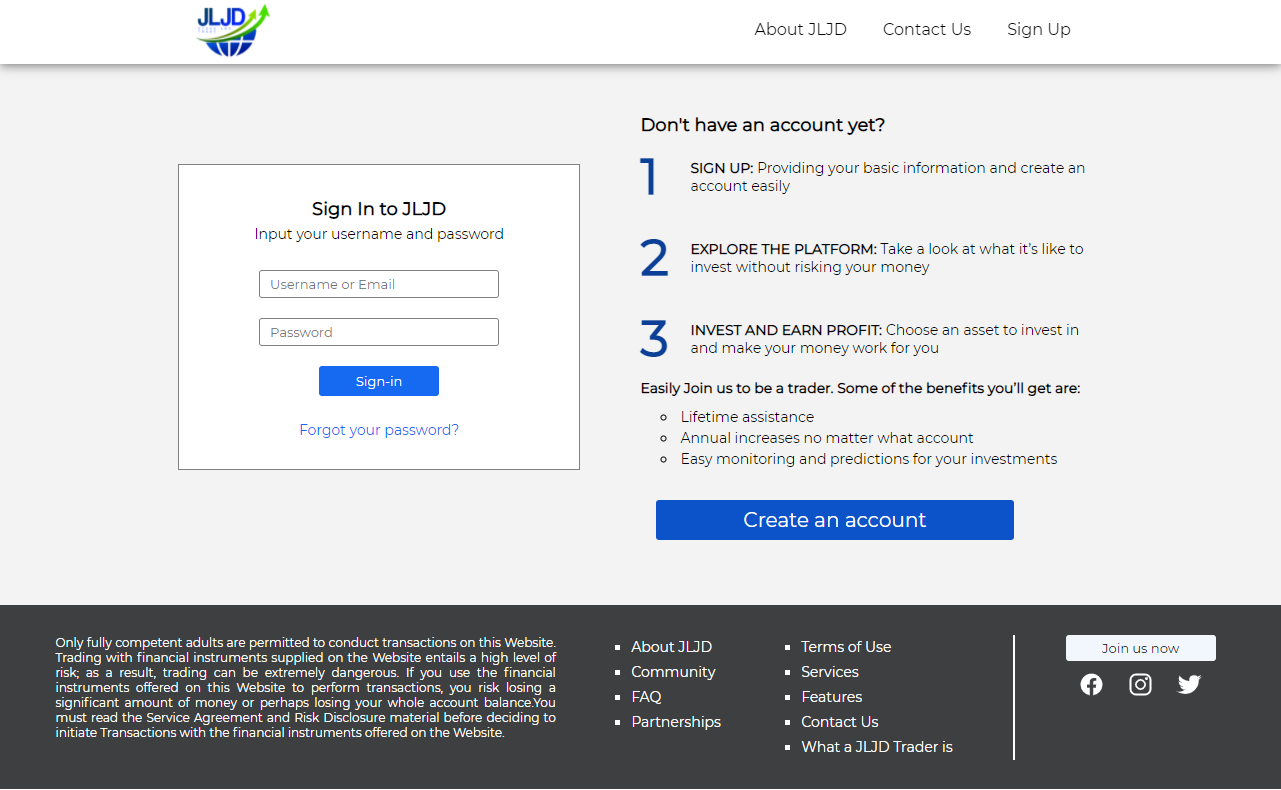 JLJD
About JLJD
Contact Us
Sign Up
Sign In to JLJD
Input your username and password
Username or Email
Password
Sign-in
Forgot your password?
Don't have an account yet?
1
SIGN UP: Providing your basic information and create an
account easily
2
EXPLORE THE PLATFORM: Take a look at what it’s like to
invest without risking your money
3
INVEST AND EARN PROFIT: Choose an asset to invest in
and make your money work for you
Easily Join us to be a trader. Some of the benefits you’ll get are:
Lifetime assistance
Annual increases no matter what account
Easy monitoring and predictions for your investments
Create an account
Only fully competent adults are permitted to conduct transactions on this Website.
Trading with financial instruments supplied on the Website entails a high level of
risk; as a result, trading can be extremely dangerous. If you use the financial
instruments offered on this Website to perform transactions, you risk losing a
significant amount of money or perhaps losing your whole account balance.You
must read the Service Agreement and Risk Disclosure material before deciding to
initiate Transactions with the financial instruments offered on the Website.
About JLJD
Community
FAQ
Partnerships
Terms of Use
Services
Features
Contact Us
What a JLJD Trader is
Join us now